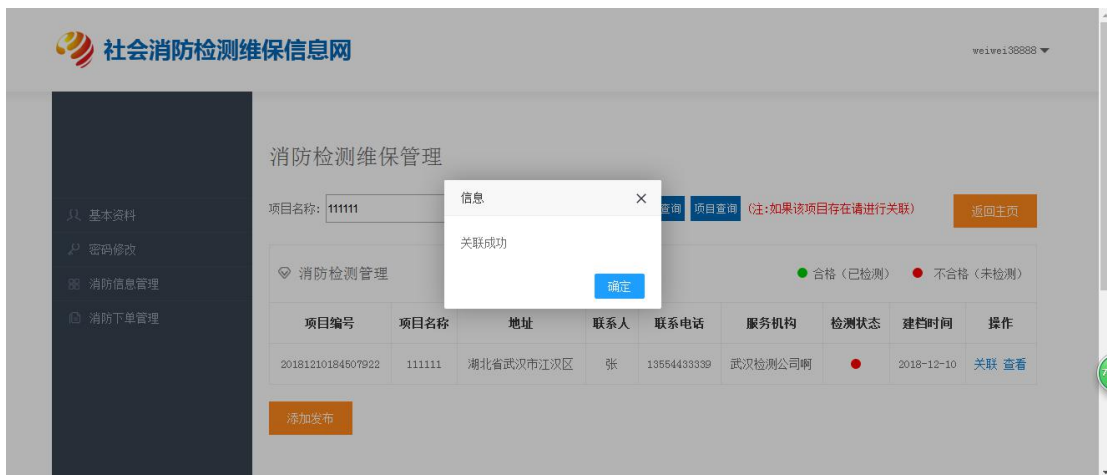 社会消防检测维保信息网
weiwei38888
消防检测维保管理
基本资料
密码修改
消防信息管理
消防下单管理
项目名称: 111111 查询 项目查询 (注:如果该项目存在请进行关联) 返回主页
信息
关联成功
确定
消防检测管理 合格(已检测) 不合格(未检测)
项目编号 项目名称 地址 联系人 联系电话 服务机构 检测状态 建档时间 操作
20181210184507922 111111 湖北省武汉市江汉区 张 13554433339 武汉检测公司啊 2018-12-10 关联 查看
添加发布